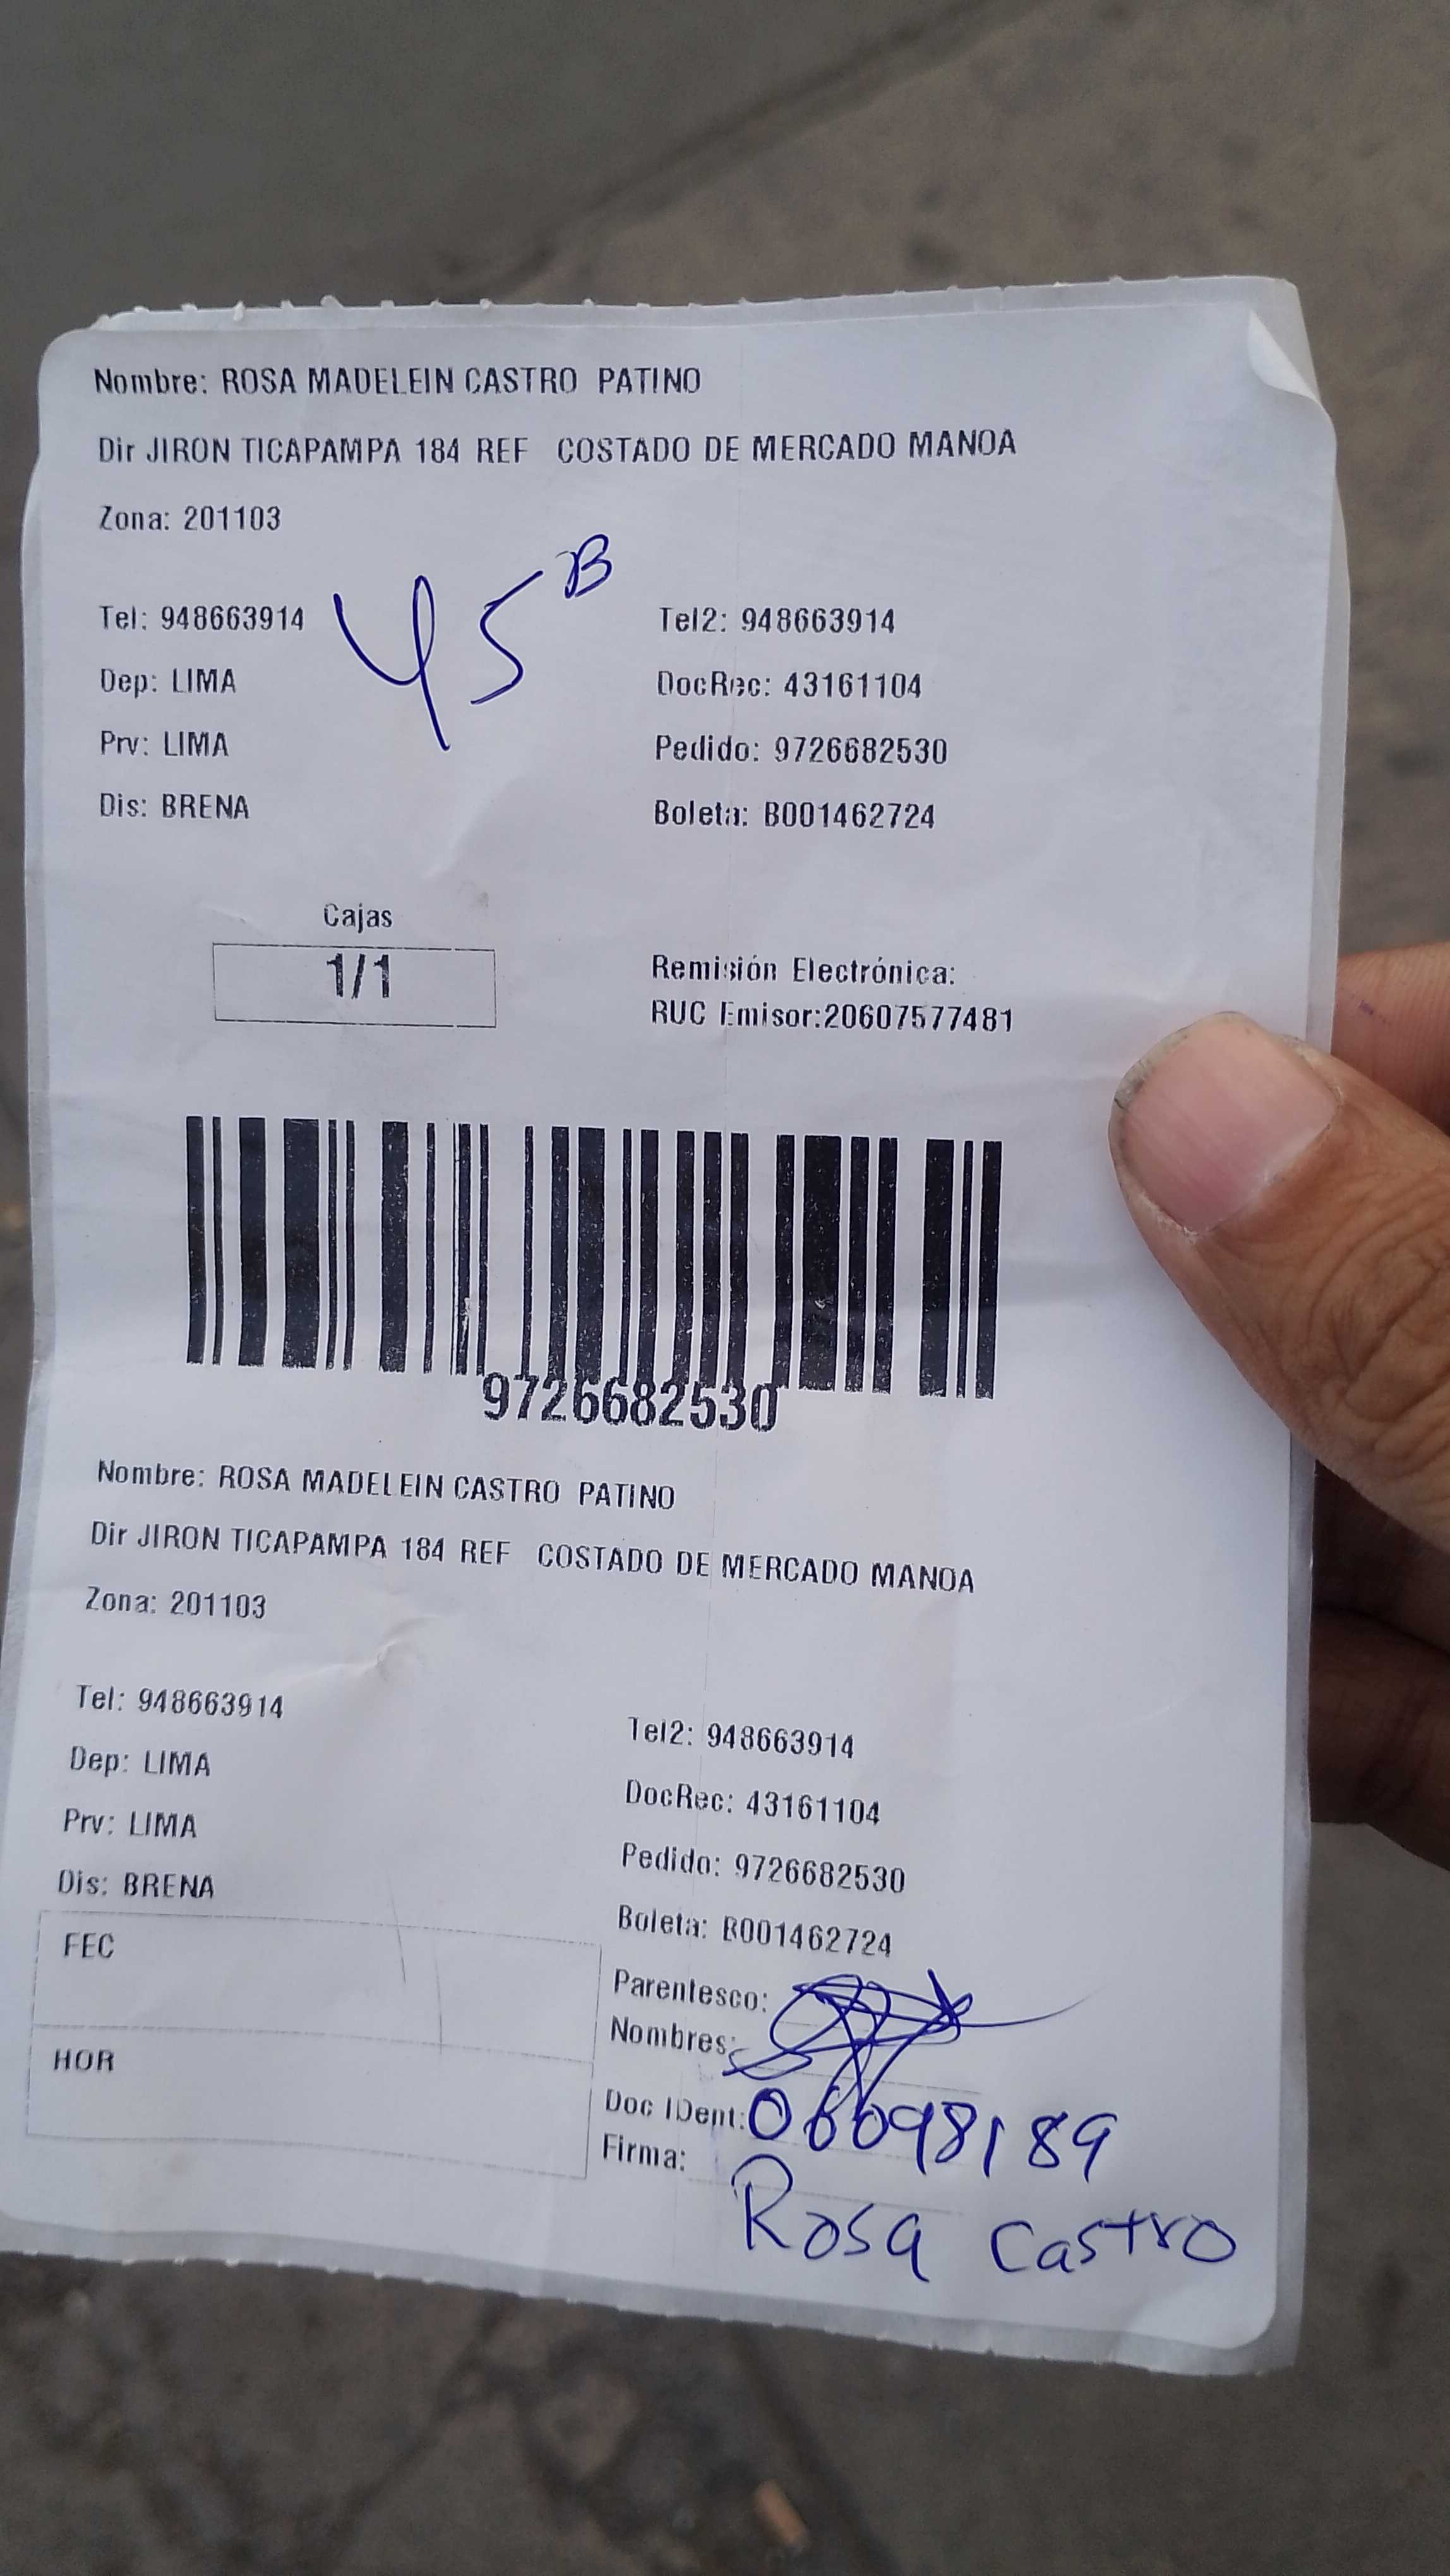 Nombre: ROSA MADELEIN CASTRO PATINO
Dir JIRON TICAPAMPA 184 REF COSTADO DE MERCADO MANOA
Zona: 201103
45 B
Tel: 948663914 Tel2: 948663914
Dep: LIMA DocRec: 43161104
Prv: LIMA Pedido: 9726682530
Dis: BRENA Boleta: B001462724
Cajas
1/1
Remisión Electrónica:
RUC Emisor:20607577481
9726682530
Nombre: ROSA MADELEIN CASTRO PATINO
Dir JIRON TICAPAMPA 184 REF COSTADO DE MERCADO MANOA
Zona: 201103
Tel: 948663914 Tel2: 948663914
Dep: LIMA DocRec: 43161104
Prv: LIMA Pedido: 9726682530
Dis: BRENA Boleta: B001462724
FEC
HOR
Parentesco:
Nombres:
Doc IDent:
Firma:
Rosa Castro